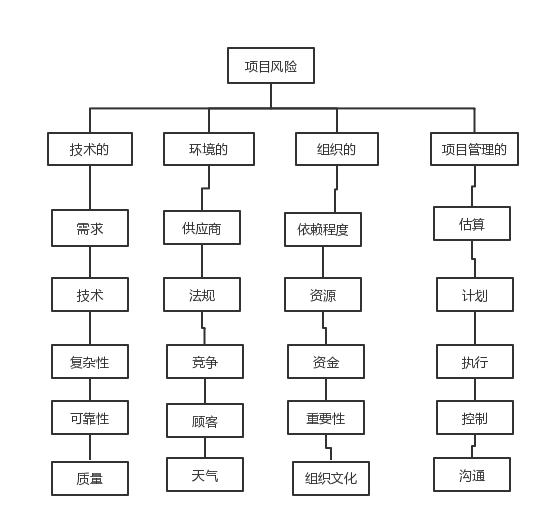 项目风险
技术的
环境的
组织的
项目管理的
需求
供应商
依赖程度
估算
技术
法规
资源
计划
复杂性
竞争
资金
执行
可靠性
顾客
重要性
控制
质量
天气
组织文化
沟通